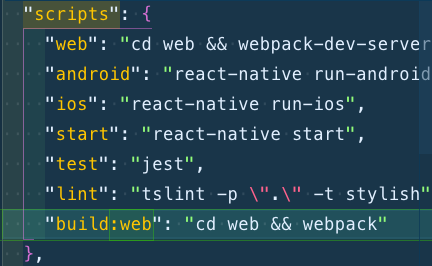 "scripts": {
"web": "cd web && webpack-dev-server
"android": "react-native run-android
"ios": "react-native run-ios",
"start": "react-native start",
"test": "jest",
"lint": "tslint -p \".\" -t stylish"
"build:web": "cd web && webpack"
},